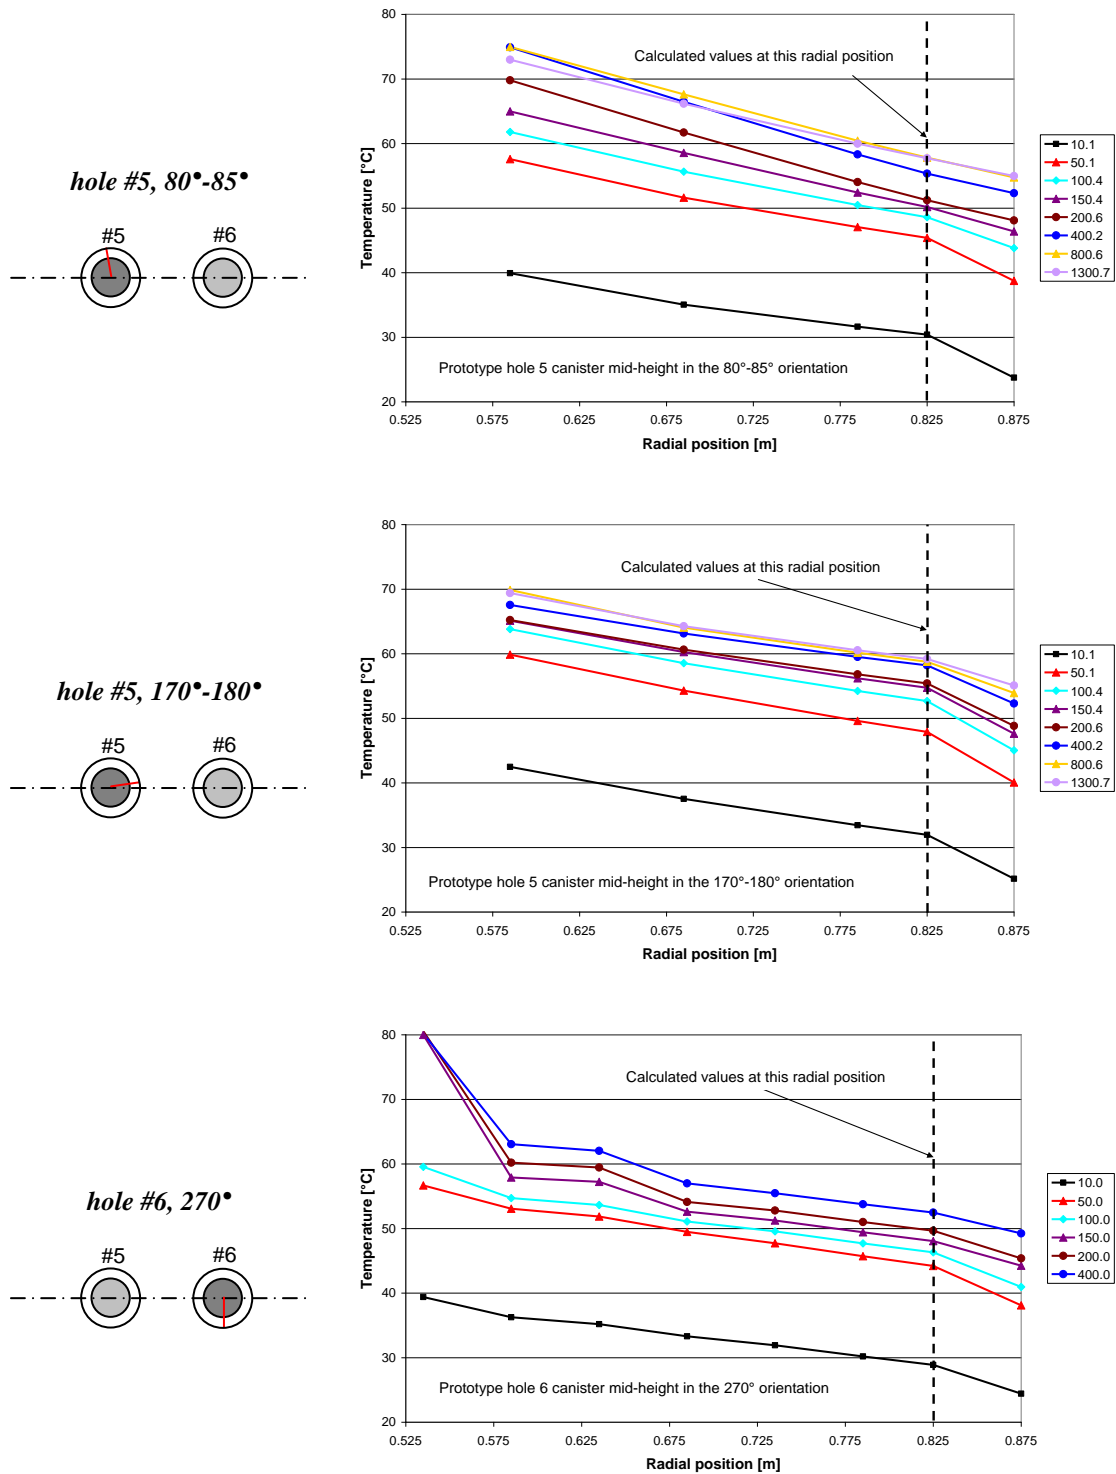 hole #5, 80•-85•
#5 #6
80
70
60
50
40
30
20
Temperature [°C]
Calculated values at this radial position
Prototype hole 5 canister mid-height in the 80°-85° orientation
0.525 0.575 0.625 0.675 0.725 0.775 0.825 0.875
Radial position [m]
10.1
50.1
100.4
150.4
200.6
400.2
800.6
1300.7
hole #5, 170•-180•
#5 #6
80
70
60
50
40
30
20
Temperature [°C]
Calculated values at this radial position
Prototype hole 5 canister mid-height in the 170°-180° orientation
0.525 0.575 0.625 0.675 0.725 0.775 0.825 0.875
Radial position [m]
10.1
50.1
100.4
150.4
200.6
400.2
800.6
1300.7
hole #6, 270•
#5 #6
80
70
60
50
40
30
20
Temperature [°C]
Calculated values at this radial position
Prototype hole 6 canister mid-height in the 270° orientation
0.525 0.575 0.625 0.675 0.725 0.775 0.825 0.875
Radial position [m]
10.0
50.0
100.0
150.0
200.0
400.0